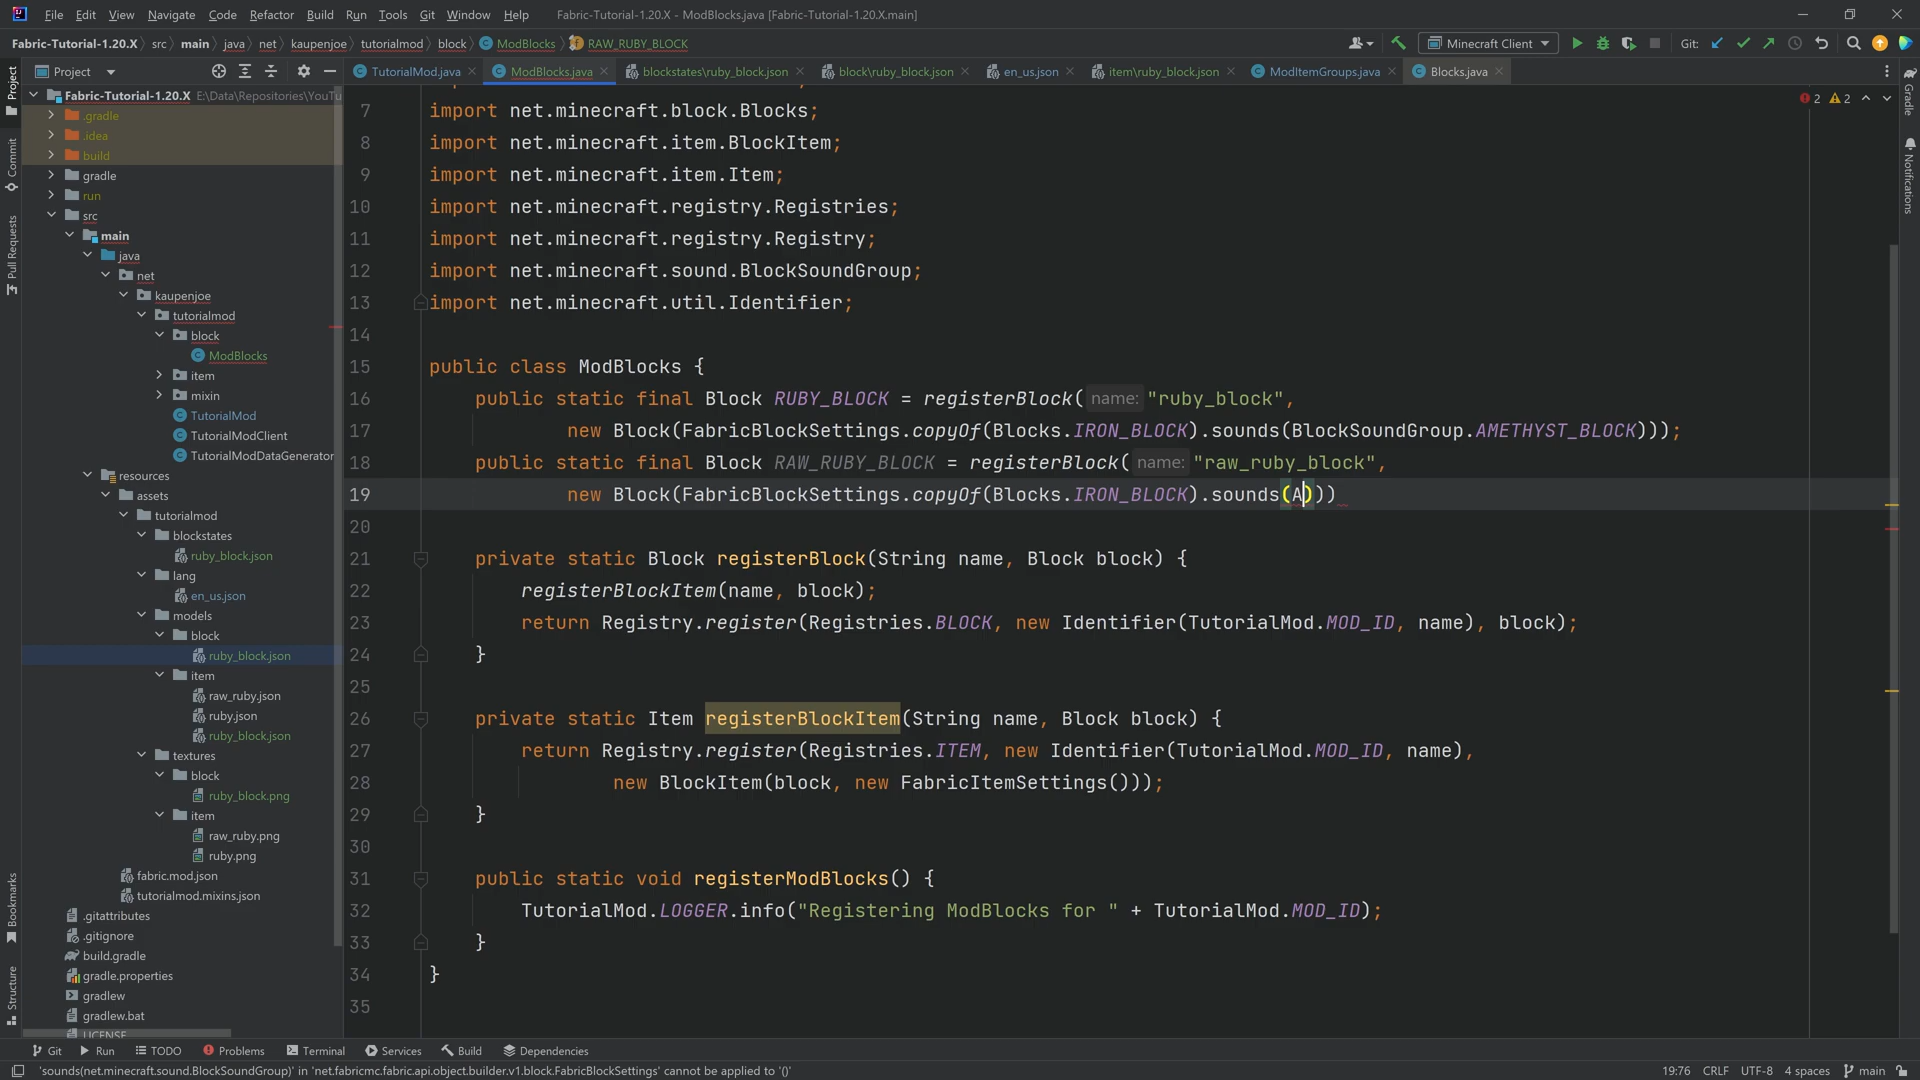 File Edit View Navigate Code Refactor Build Run Tools Git Window Help Fabric-Tutorial-1.20.X - ModBlocks.java [Fabric-Tutorial-1.20.X.main]
Fabric-Tutorial-1.20.X src main java net kaupenjoe tutorialmod block ModBlocks RAW_RUBY_BLOCK Minecraft Client Git:
Project
TutorialMod.java ModBlocks.java blockstates\ruby_block.json block\ruby_block.json en_us.json item\ruby_block.json ModItemGroups.java Blocks.java
Project
Commit
Pull Requests
Bookmarks
Structure
Gradle
Notifications
Fabric-Tutorial-1.20.X E:\Data\Repositories\YouTu
.gradle
.idea
build
gradle
run
src
main
java
net
kaupenjoe
tutorialmod
block
ModBlocks
item
mixin
TutorialMod
TutorialModClient
TutorialModDataGenerator
resources
assets
tutorialmod
blockstates
ruby_block.json
lang
en_us.json
models
block
ruby_block.json
item
raw_ruby.json
ruby.json
ruby_block.json
textures
block
ruby_block.png
item
raw_ruby.png
ruby.png
fabric.mod.json
tutorialmod.mixins.json
.gitattributes
.gitignore
build.gradle
gradle.properties
gradlew
gradlew.bat
LICENSE
2 2
7 import net.minecraft.block.Blocks;
8 import net.minecraft.item.BlockItem;
9 import net.minecraft.item.Item;
10 import net.minecraft.registry.Registries;
11 import net.minecraft.registry.Registry;
12 import net.minecraft.sound.BlockSoundGroup;
13 import net.minecraft.util.Identifier;
14
15 public class ModBlocks {
16 public static final Block RUBY_BLOCK = registerBlock( name: "ruby_block",
17 new Block(FabricBlockSettings.copyOf(Blocks.IRON_BLOCK).sounds(BlockSoundGroup.AMETHYST_BLOCK)));
18 public static final Block RAW_RUBY_BLOCK = registerBlock( name: "raw_ruby_block",
19 new Block(FabricBlockSettings.copyOf(Blocks.IRON_BLOCK).sounds(A)))
20
21 private static Block registerBlock(String name, Block block) {
22 registerBlockItem(name, block);
23 return Registry.register(Registries.BLOCK, new Identifier(TutorialMod.MOD_ID, name), block);
24 }
25
26 private static Item registerBlockItem(String name, Block block) {
27 return Registry.register(Registries.ITEM, new Identifier(TutorialMod.MOD_ID, name),
28 new BlockItem(block, new FabricItemSettings()));
29 }
30
31 public static void registerModBlocks() {
32 TutorialMod.LOGGER.info("Registering ModBlocks for " + TutorialMod.MOD_ID);
33 }
34 }
35
Git Run TODO Problems Terminal Services Build Dependencies
'sounds(net.minecraft.sound.BlockSoundGroup)' in 'net.fabricmc.fabric.api.object.builder.v1.block.FabricBlockSettings' cannot be applied to '()' 19:76 CRLF UTF-8 4 spaces main